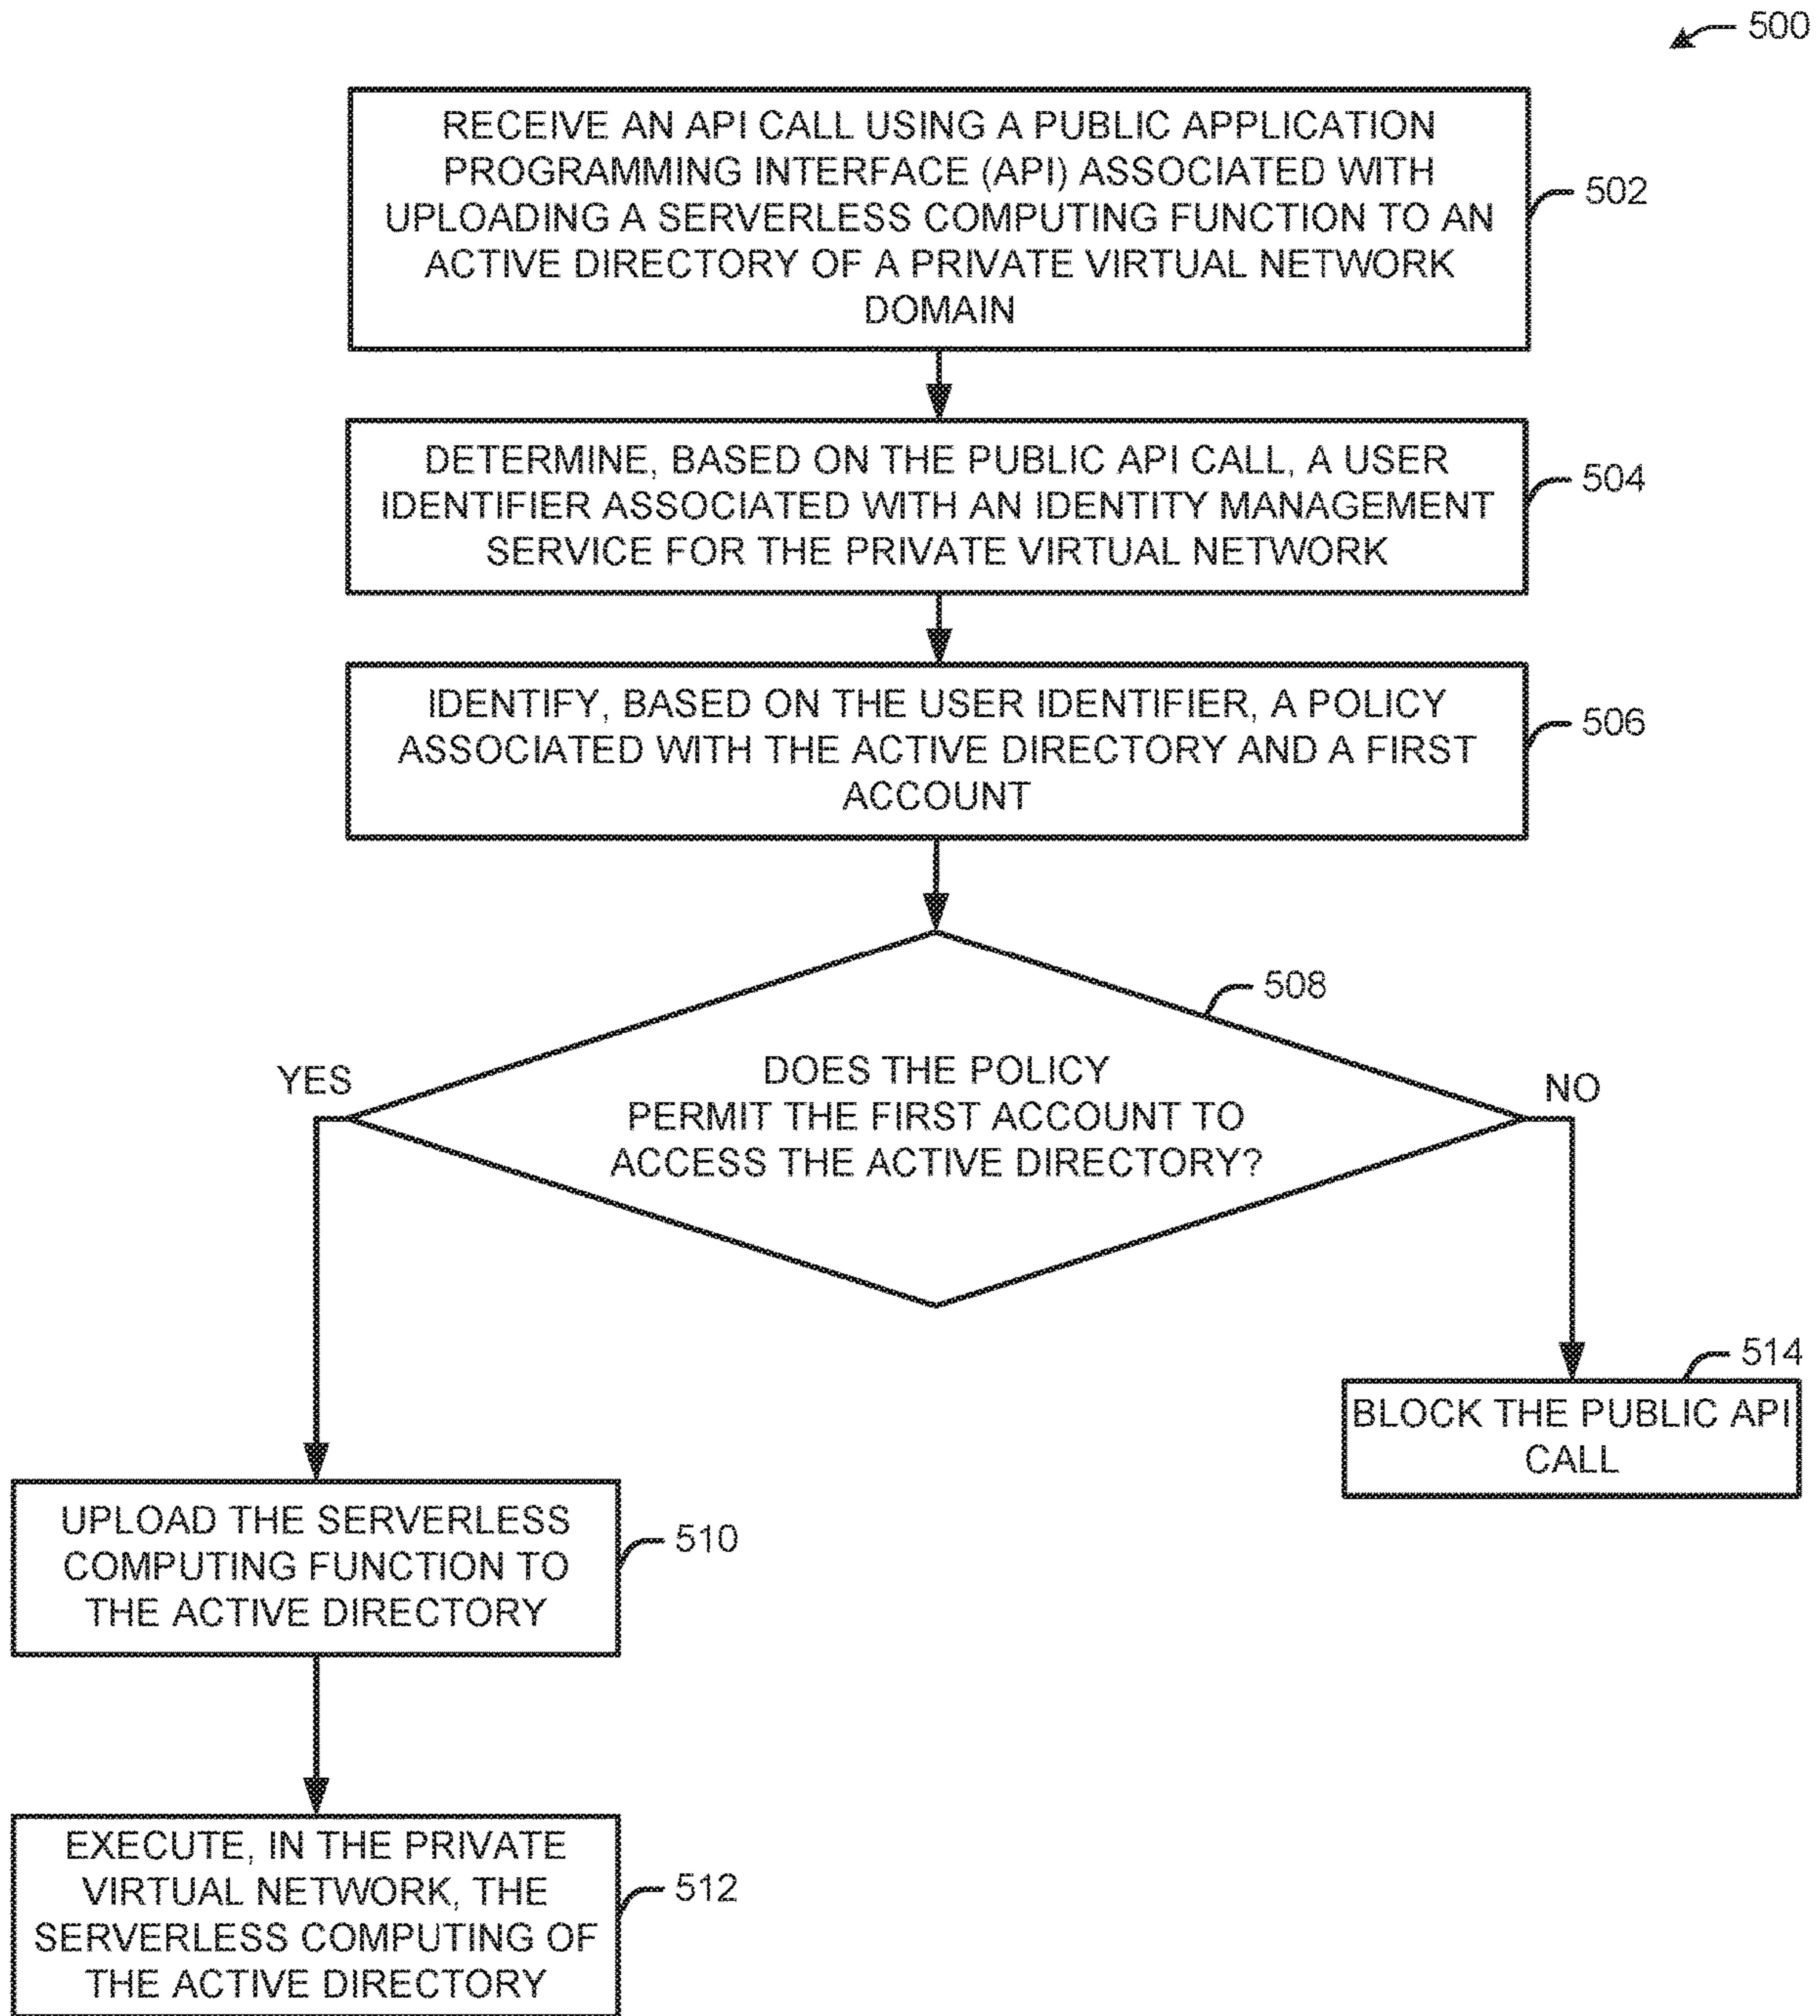 500
RECEIVE AN API CALL USING A PUBLIC APPLICATION
PROGRAMMING INTERFACE (API) ASSOCIATED WITH
UPLOADING A SERVERLESS COMPUTING FUNCTION TO AN
ACTIVE DIRECTORY OF A PRIVATE VIRTUAL NETWORK
DOMAIN
502
DETERMINE, BASED ON THE PUBLIC API CALL, A USER
IDENTIFIER ASSOCIATED WITH AN IDENTITY MANAGEMENT
SERVICE FOR THE PRIVATE VIRTUAL NETWORK
504
IDENTIFY, BASED ON THE USER IDENTIFIER, A POLICY
ASSOCIATED WITH THE ACTIVE DIRECTORY AND A FIRST
ACCOUNT
506
508
DOES THE POLICY
PERMIT THE FIRST ACCOUNT TO
ACCESS THE ACTIVE DIRECTORY?
YES
NO
514
BLOCK THE PUBLIC API
CALL
UPLOAD THE SERVERLESS
COMPUTING FUNCTION TO
THE ACTIVE DIRECTORY
510
EXECUTE, IN THE PRIVATE
VIRTUAL NETWORK, THE
SERVERLESS COMPUTING OF
THE ACTIVE DIRECTORY
512